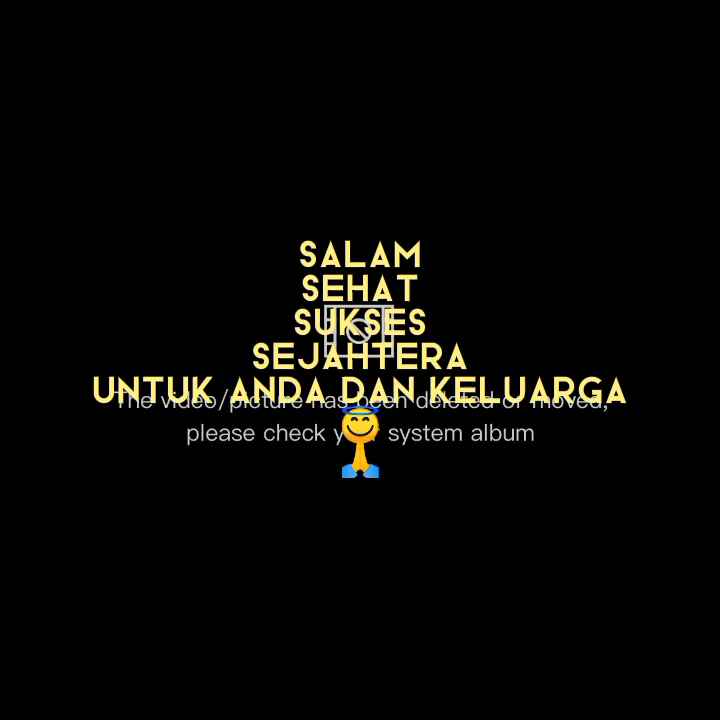 SALAM
SEHAT
SUKSES
SEJAHTERA
UNTUK ANDA DAN KELUARGA
The video/picture has been deleted or moved,
please check system album